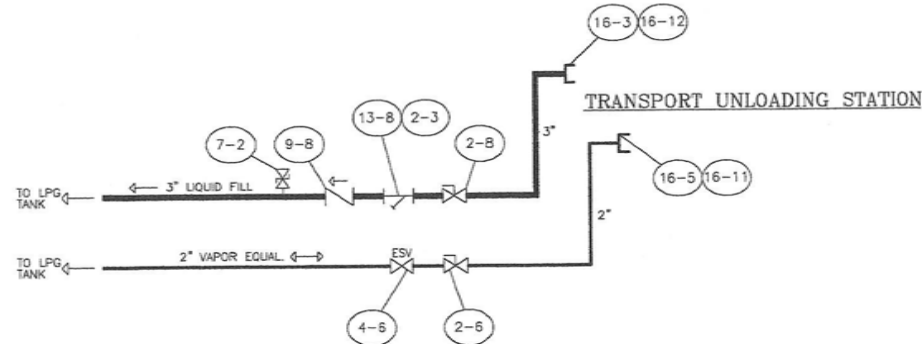 16-3 16-12
TRANSPORT UNLOADING STATION
13-8 2-3
7-2 9-8 2-8
3"
TO LPG
TANK
3" LIQUID FILL
16-5 16-11
2"
2" VAPOR EQUAL.
ESV
TO LPG
TANK
4-6 2-6